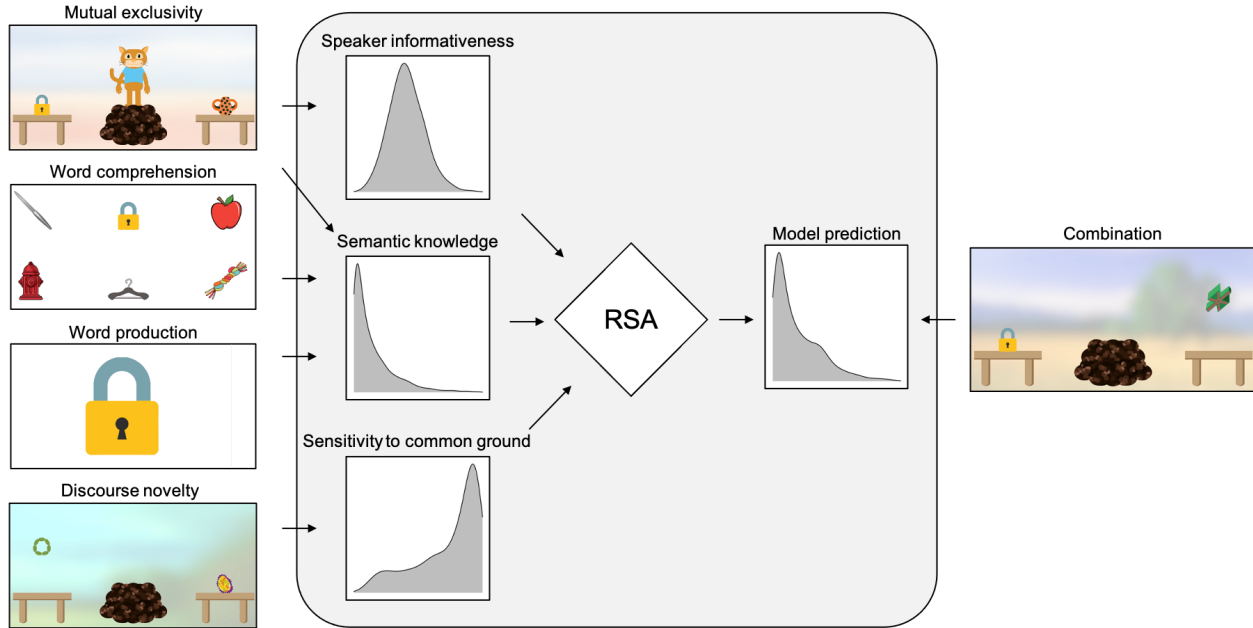 Mutual exclusivity
Word comprehension
Word production
Discourse novelty
Speaker informativeness
Semantic knowledge
Sensitivity to common ground
RSA
Model prediction
Combination